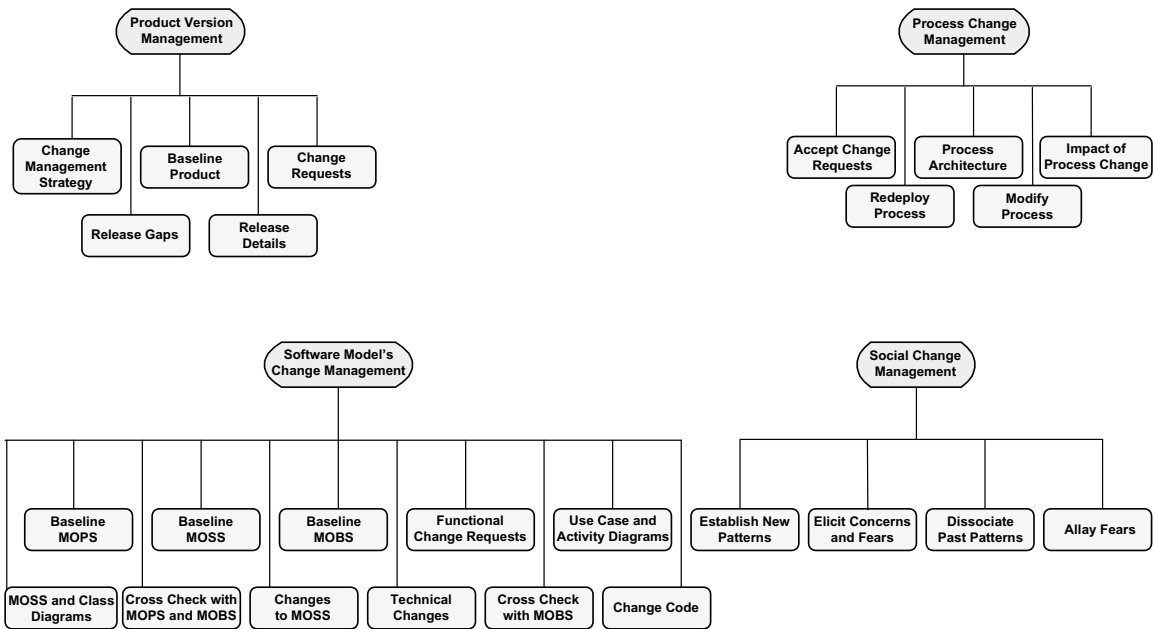 Product Version
Management
Process Change
Management
Change
Management
Strategy
Baseline
Product
Change
Requests
Release Gaps
Release
Details
Accept Change
Requests
Process
Architecture
Impact of
Process Change
Redeploy
Process
Modify
Process
Software Model’s
Change Management
Social Change
Management
Baseline
MOPS
Baseline
MOSS
Baseline
MOBS
Functional
Change Requests
Use Case and
Activity Diagrams
MOSS and Class
Diagrams
Cross Check with
MOPS and MOBS
Changes
to MOSS
Technical
Changes
Cross Check
with MOBS
Change Code
Establish New
Patterns
Elicit Concerns
and Fears
Dissociate
Past Patterns
Allay Fears